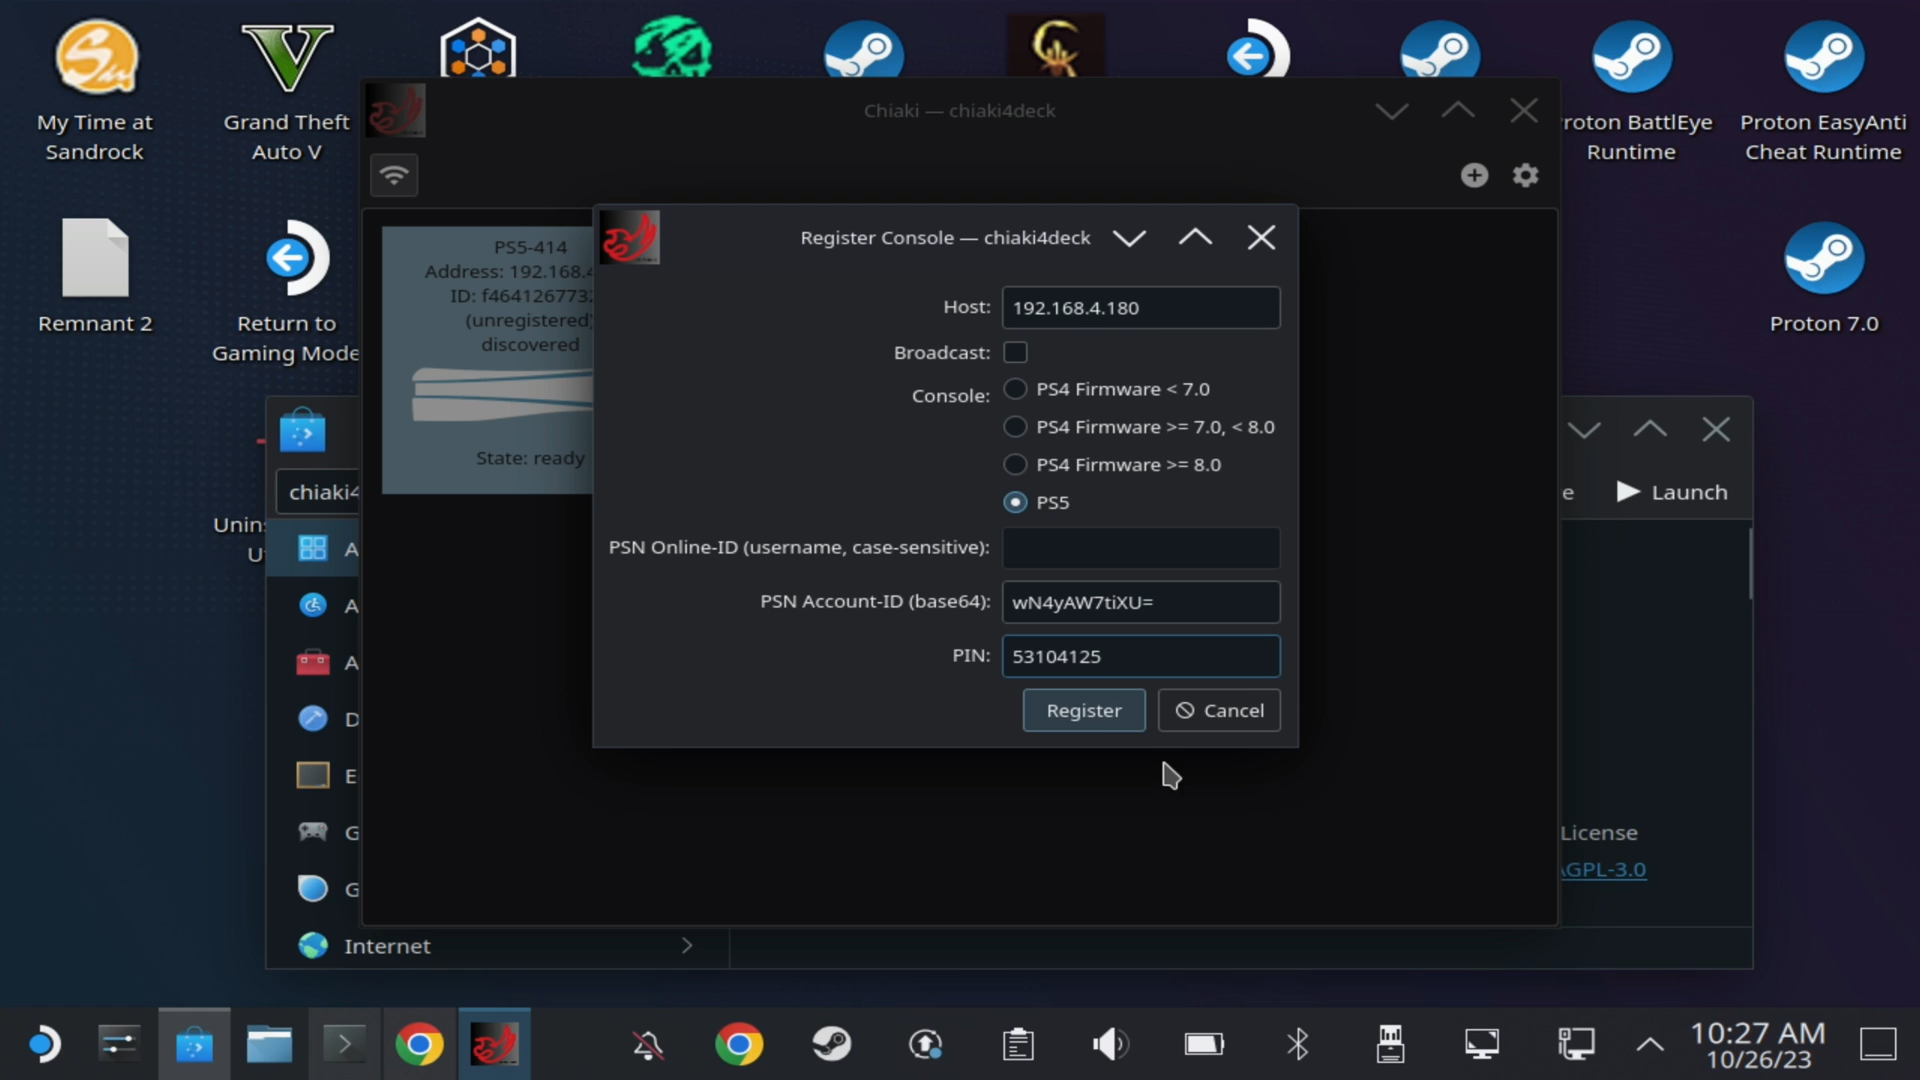 My Time at
Sandrock
Grand Theft
Auto V
Proton BattlEye
Runtime
Proton EasyAnti
Cheat Runtime
Remnant 2
Return to
Gaming Mode
Proton 7.0
Chiaki — chiaki4deck
PS5-414
Address: 192.168.4
ID: f464126773
(unregistered)
discovered
State: ready
Register Console — chiaki4deck
Host: 192.168.4.180
Broadcast:
Console:
PS4 Firmware < 7.0
PS4 Firmware >= 7.0, < 8.0
PS4 Firmware >= 8.0
PS5
PSN Online-ID (username, case-sensitive):
PSN Account-ID (base64): wN4yAW7tiXU=
PIN: 53104125
Register
Cancel
chiaki4
Launch
Unin
A
A
A
D
E
G
G
Internet
License
AGPL-3.0
10:27 AM
10/26/23